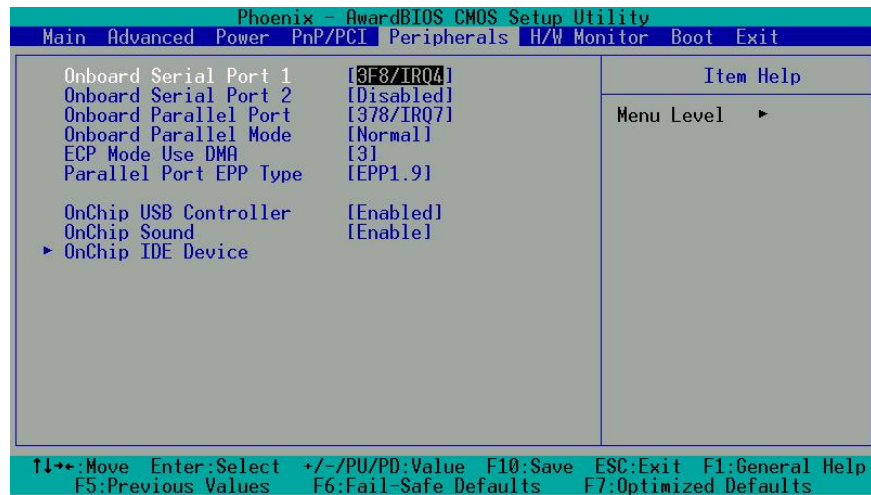 Phoenix - AwardBIOS CMOS Setup Utility
Main Advanced Power PnP/PCI Peripherals H/W Monitor Boot Exit
Onboard Serial Port 1 [3F8/IRQ4]
Onboard Serial Port 2 [Disabled]
Onboard Parallel Port [378/IRQ7]
Onboard Parallel Mode [Normal]
ECP Mode Use DMA [3]
Parallel Port EPP Type [EPP1.9]
OnChip USB Controller [Enabled]
OnChip Sound [Enable]
► OnChip IDE Device
Item Help
Menu Level ►
↑↓→←:Move Enter:Select +/-/PU/PD:Value F10:Save ESC:Exit F1:General Help
F5:Previous Values F6:Fail-Safe Defaults F7:Optimized Defaults